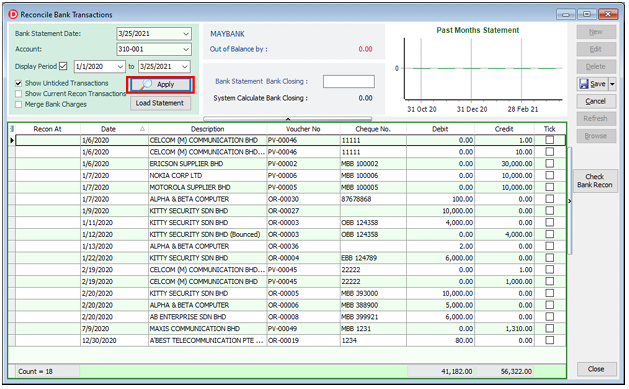 Reconcile Bank Transactions
Bank Statement Date: 3/25/2021
Account: 310-001
Display Period 1/1/2020 to 3/25/2021
Show Unticked Transactions
Show Current Recon Transactions
Merge Bank Charges
Apply
Load Statement
MAYBANK
Out of Balance by : 0.00
Bank Statement Bank Closing :
System Calculate Bank Closing : 0.00
Past Months Statement
0
31 Oct 20 31 Dec 20 28 Feb 21
New
Edit
Delete
Save
Cancel
Refresh
Browse
Check
Bank Recon
Recon At Date Description Voucher No Cheque No. Debit Credit Tick
1/6/2020 CELCOM (M) COMMUNICATION BHD PV-00046 11111 0.00 1.00
1/6/2020 CELCOM (M) COMMUNICATION BHD... PV-00046 11111 0.00 10.00
1/6/2020 ERICSON SUPPLIER BHD PV-00002 MBB 100002 0.00 30,000.00
1/7/2020 NOKIA CORP LTD PV-00006 MBB 100006 0.00 10,000.00
1/7/2020 MOTOROLA SUPPLIER BHD PV-00005 MBB 100005 0.00 10,000.00
1/7/2020 ALPHA & BETA COMPUTER OR-00030 87678868 100.00 0.00
1/9/2020 KITTY SECURITY SDN BHD OR-00027 10,000.00 0.00
1/11/2020 KITTY SECURITY SDN BHD OR-00003 OBB 124358 4,000.00 0.00
1/12/2020 KITTY SECURITY SDN BHD (Bounced) OR-00003 OBB 124358 0.00 4,000.00
1/13/2020 ALPHA & BETA COMPUTER OR-00036 2.00 0.00
1/22/2020 KITTY SECURITY SDN BHD OR-00004 EBB 124789 6,000.00 0.00
2/19/2020 CELCOM (M) COMMUNICATION BHD... PV-00045 22222 0.00 1.00
2/19/2020 CELCOM (M) COMMUNICATION BHD PV-00045 22222 0.00 1,000.00
2/20/2020 KITTY SECURITY SDN BHD OR-00005 MBB 393000 10,000.00 0.00
2/20/2020 ALPHA & BETA COMPUTER OR-00006 MBB 388900 5,000.00 0.00
2/20/2020 AB ENTERPRISE SDN BHD OR-00008 MBB 399921 6,000.00 0.00
7/9/2020 MAXIS COMMUNICATION BHD PV-00049 MBB 1231 0.00 1,310.00
12/30/2020 A'BEST TELECOMMUNICATION PTE ... OR-00019 1234 80.00 0.00
Count = 18 41,182.00 56,322.00
Close